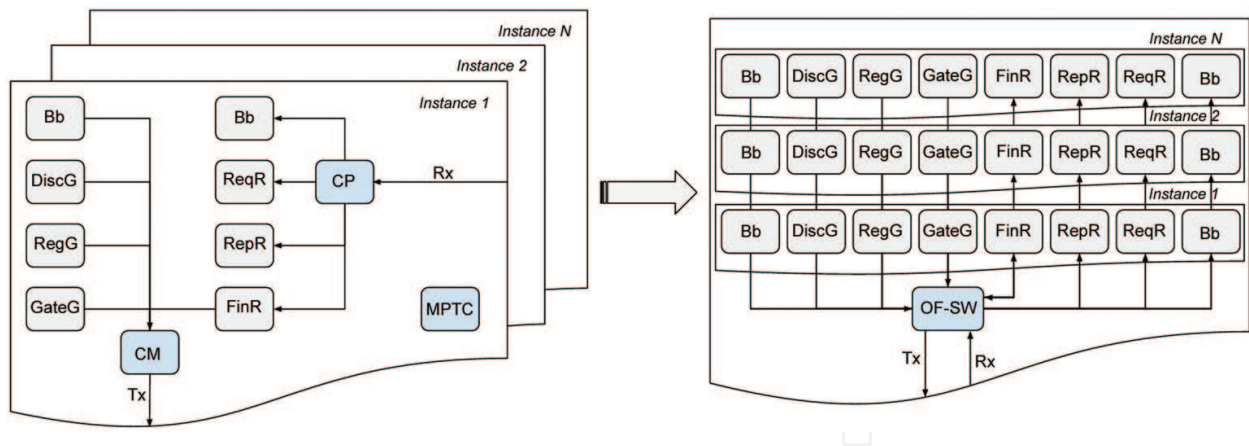 Instance N
Instance 2
Instance 1
Bb
Bb
DiscG
ReqR
CP
Rx
RegG
RepR
GateG
FinR
MPTC
CM
Tx
Instance N
Bb DiscG RegG GateG FinR RepR ReqR Bb
Instance 2
Bb DiscG RegG GateG FinR RepR ReqR Bb
Instance 1
Bb DiscG RegG GateG FinR RepR ReqR Bb
OF-SW
Tx
Rx